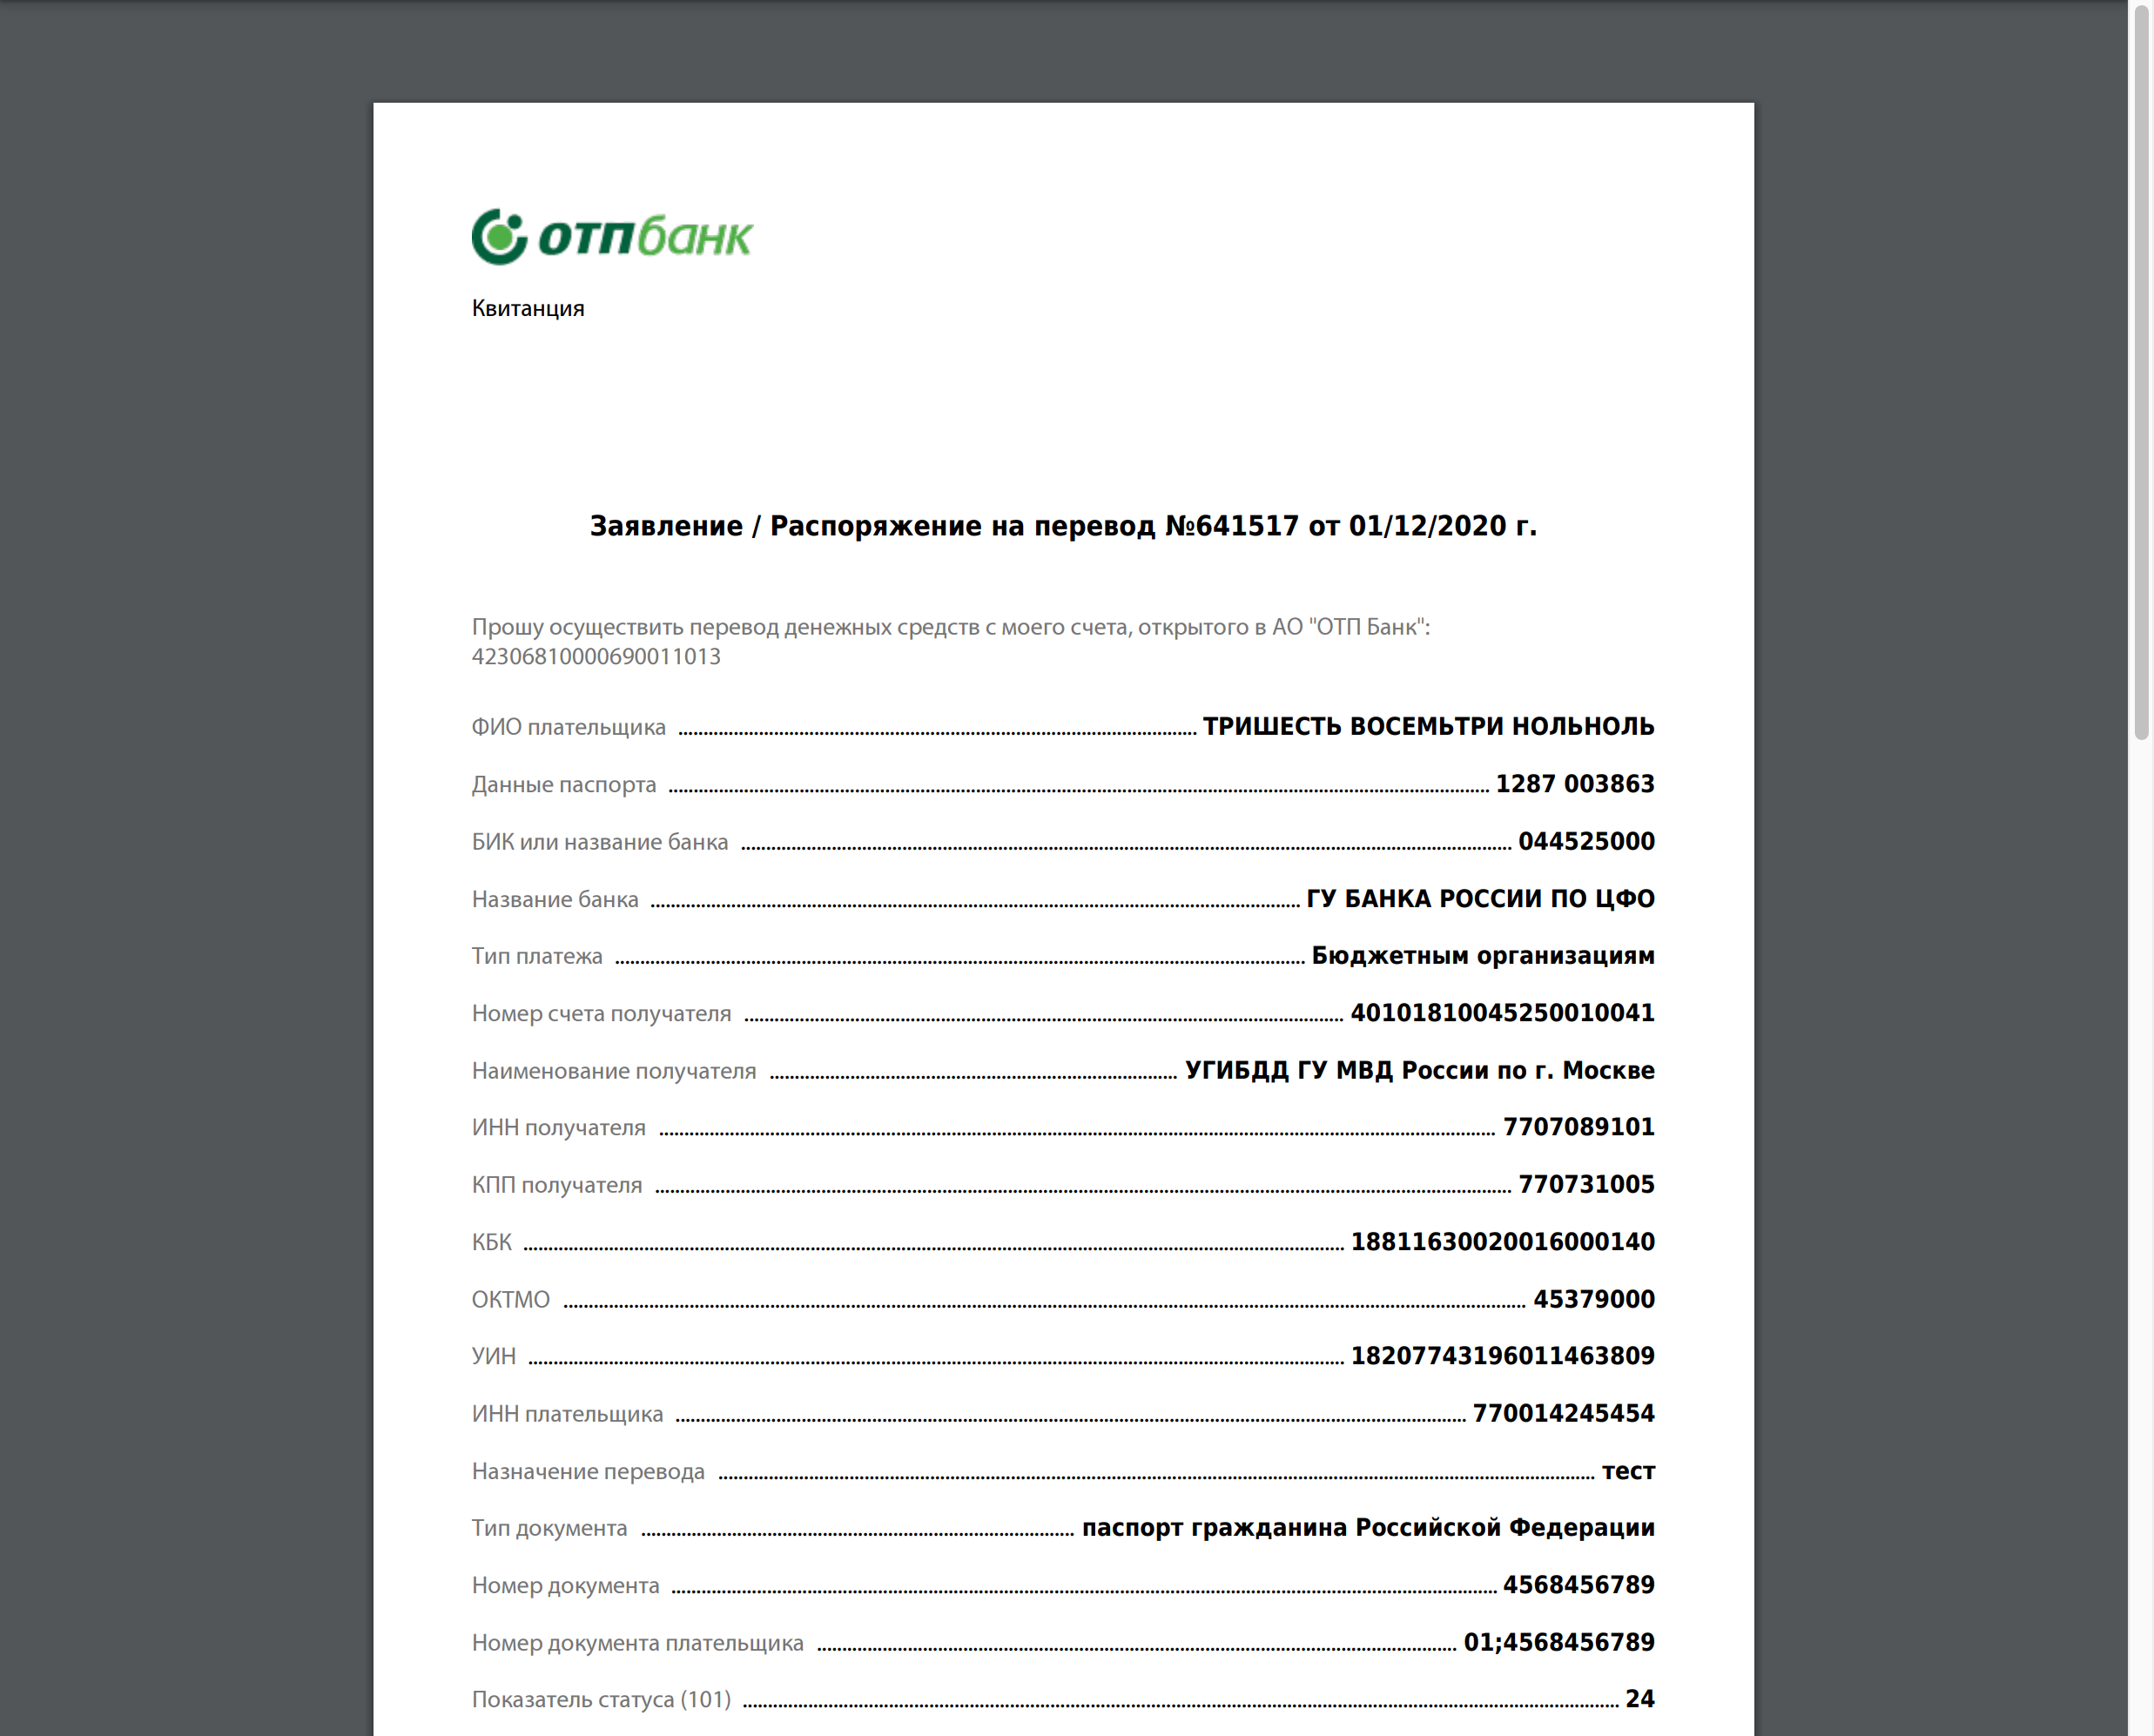 отпбанк
Квитанция
Заявление / Распоряжение на перевод №641517 от 01/12/2020 г.
Прошу осуществить перевод денежных средств с моего счета, открытого в АО "ОТП Банк":
42306810000690011013
ФИО плательщика ТРИШЕСТЬ ВОСЕМЬТРИ НОЛЬНОЛЬ
Данные паспорта 1287 003863
БИК или название банка 044525000
Название банка ГУ БАНКА РОССИИ ПО ЦФО
Тип платежа Бюджетным организациям
Номер счета получателя 40101810045250010041
Наименование получателя УГИБДД ГУ МВД России по г. Москве
ИНН получателя 7707089101
КПП получателя 770731005
КБК 18811630020016000140
ОКТМО 45379000
УИН 18207743196011463809
ИНН плательщика 770014245454
Назначение перевода тест
Тип документа паспорт гражданина Российской Федерации
Номер документа 4568456789
Номер документа плательщика 01;4568456789
Показатель статуса (101) 24